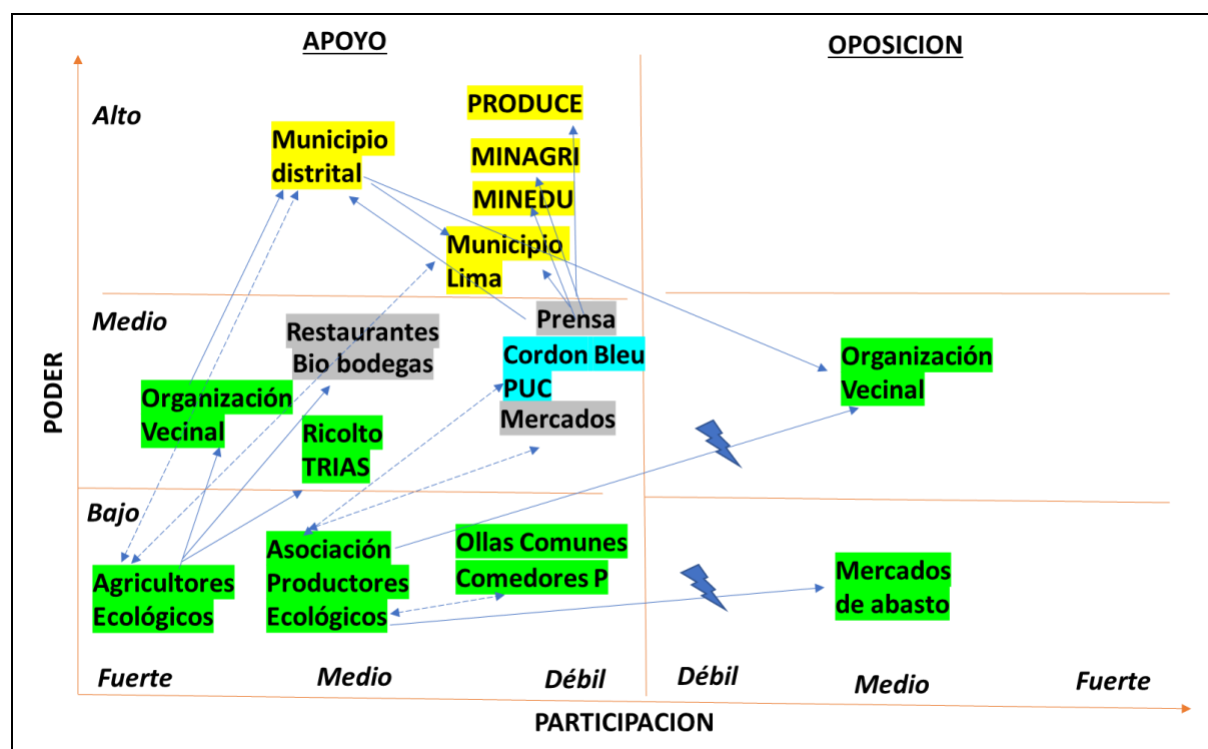 APOYO
OPOSICION
Alto
PRODUCE
Municipio
distrital
MINAGRI
MINEDU
Municipio
Lima
Medio
Restaurantes
Bio bodegas
Prensa
Cordon Bleu
PUC
Mercados
Organización
Vecinal
Ricolto
TRIAS
Organización
Vecinal
PODER
Bajo
Agricultores
Ecológicos
Asociación
Productores
Ecológicos
Ollas Comunes
Comedores P
Mercados
de abasto
Fuerte
Medio
Débil
Débil
Medio
Fuerte
PARTICIPACION